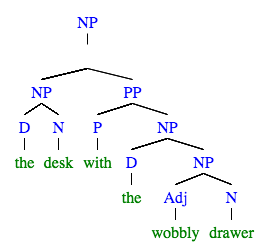 NP
NP PP
D N P NP
the desk with D NP
the Adj N
wobbly drawer